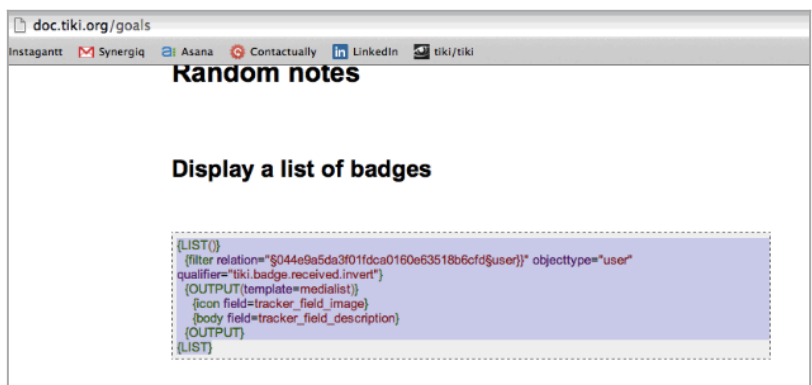 doc.tiki.org/goals
Instagantt Synergiq Asana Contactually LinkedIn tiki/tiki
Random notes
Display a list of badges
{LIST()}
{filter relation="§044e9a5da3f01fdca0160e63518b6cfd§user}}" objecttype="user"
qualifier="tiki.badge.received.invert"}
{OUTPUT(template=medialist)}
{icon field=tracker_field_image}
{body field=tracker_field_description}
{OUTPUT}
{LIST}